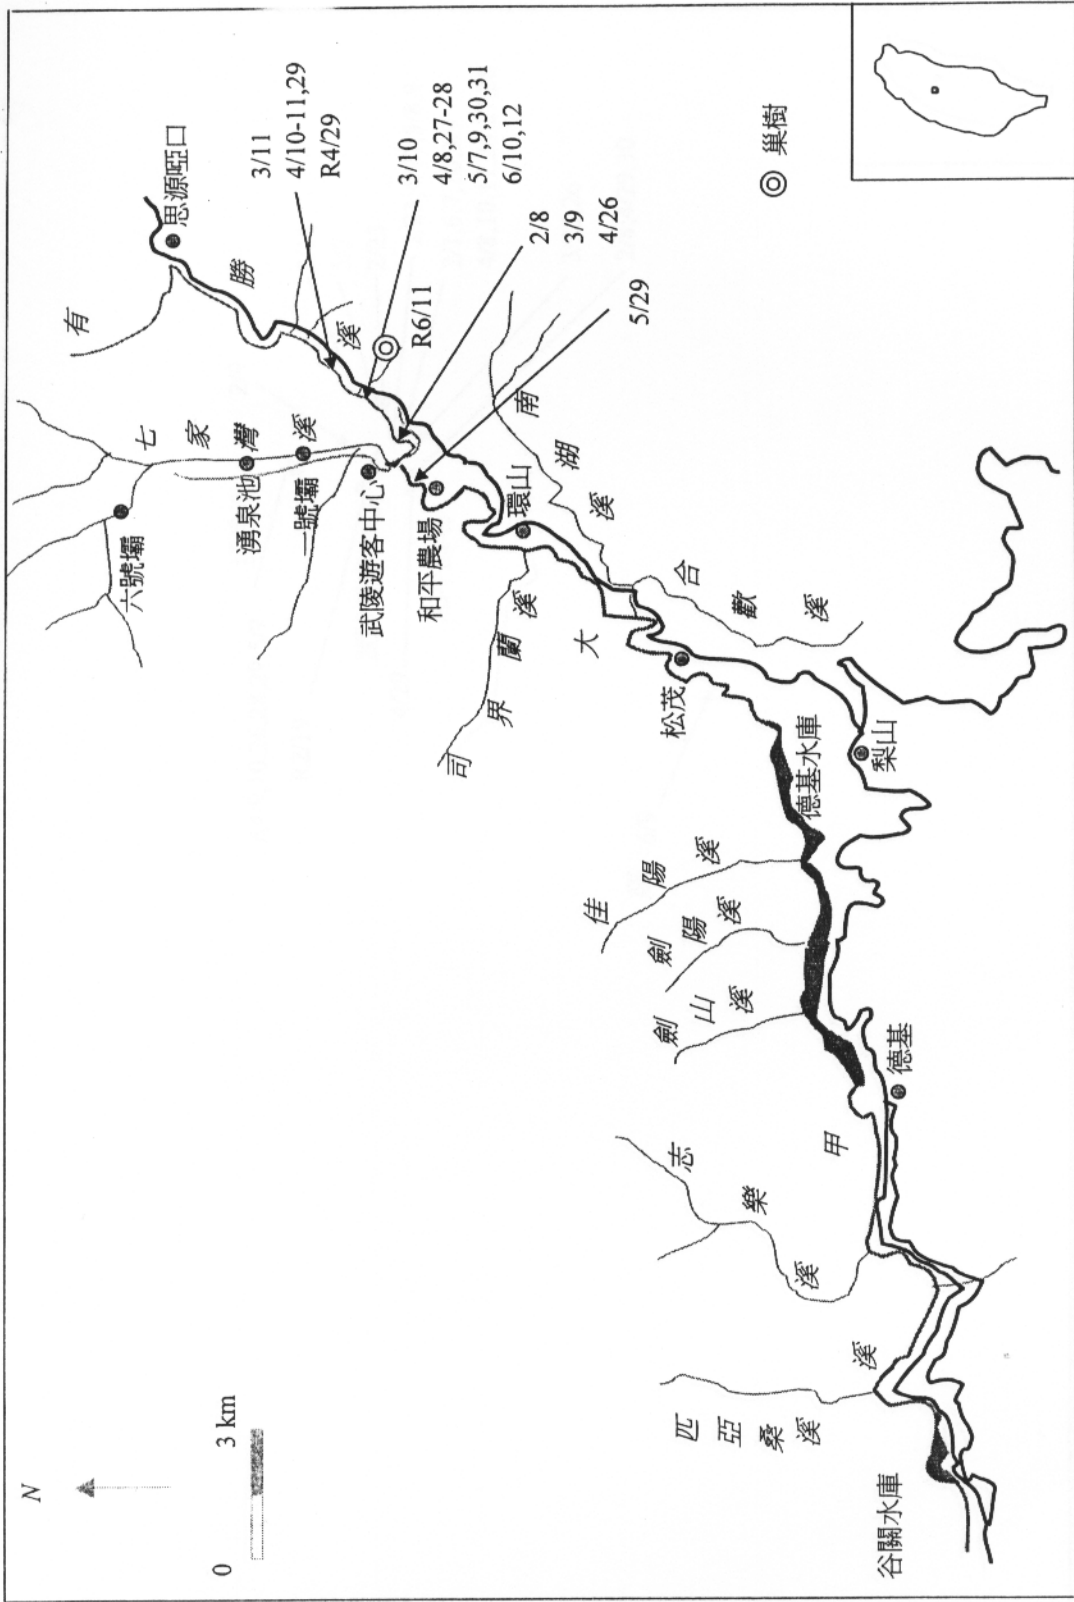 N
0 3 km
思源啞口
有勝溪
3/11
4/10-11,29
R4/29
3/10
4/8,27-28
5/7,9,30,31
6/10,12
R6/11
2/8
3/9
4/26
5/29
巢樹
七家灣溪
湧泉池
一號壩
六號壩
武陵遊客中心
和平農場
環山
南湖溪
司界蘭溪
合歡溪
大甲溪
松茂
梨山
德基水庫
佳陽溪
劍陽溪
劍山溪
德基
志樂溪
匹亞桑溪
谷關水庫